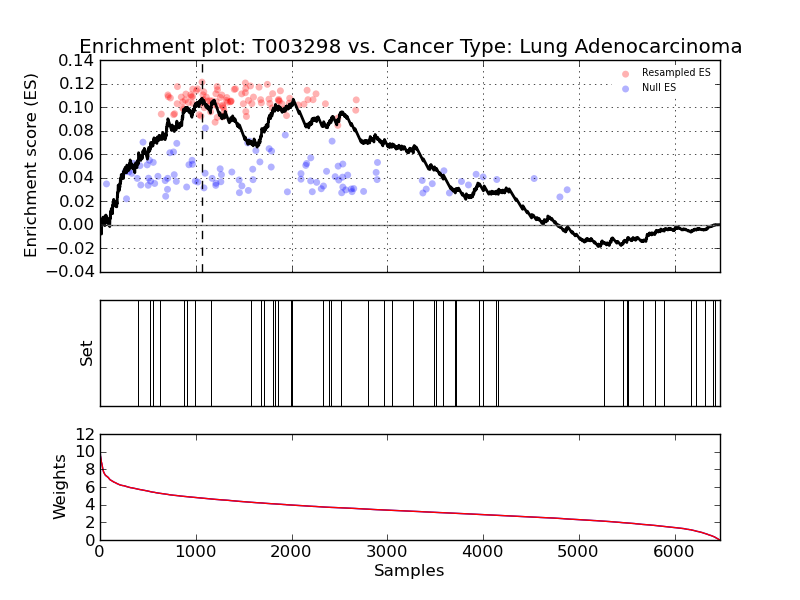 Enrichment plot: T003298 vs. Cancer Type: Lung Adenocarcinoma
0.14
0.12
0.10
0.08
0.06
0.04
0.02
0.00
−0.02
−0.04
Enrichment score (ES)
Resampled ES
Null ES
Set
12
10
8
6
4
2
0
Weights
0 1000 2000 3000 4000 5000 6000
Samples